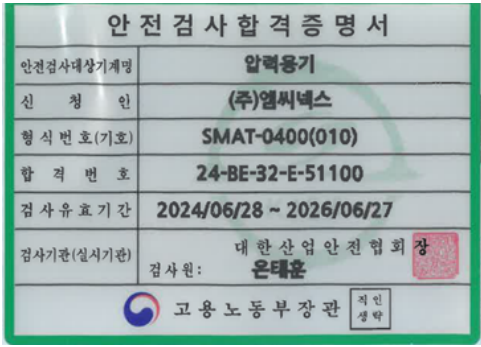 안전검사합격증명서
안전검사대상기계명 압력용기
신 청 인 (주)엠씨넥스
형식번호(기호) SMAT-0400(010)
합 격 번 호 24-BE-32-E-51100
검사유효기간 2024/06/28 ~ 2026/06/27
검사기관(실시기관) 대한산업안전협회장
검사원: 온태훈
고용노동부장관 직인
생략